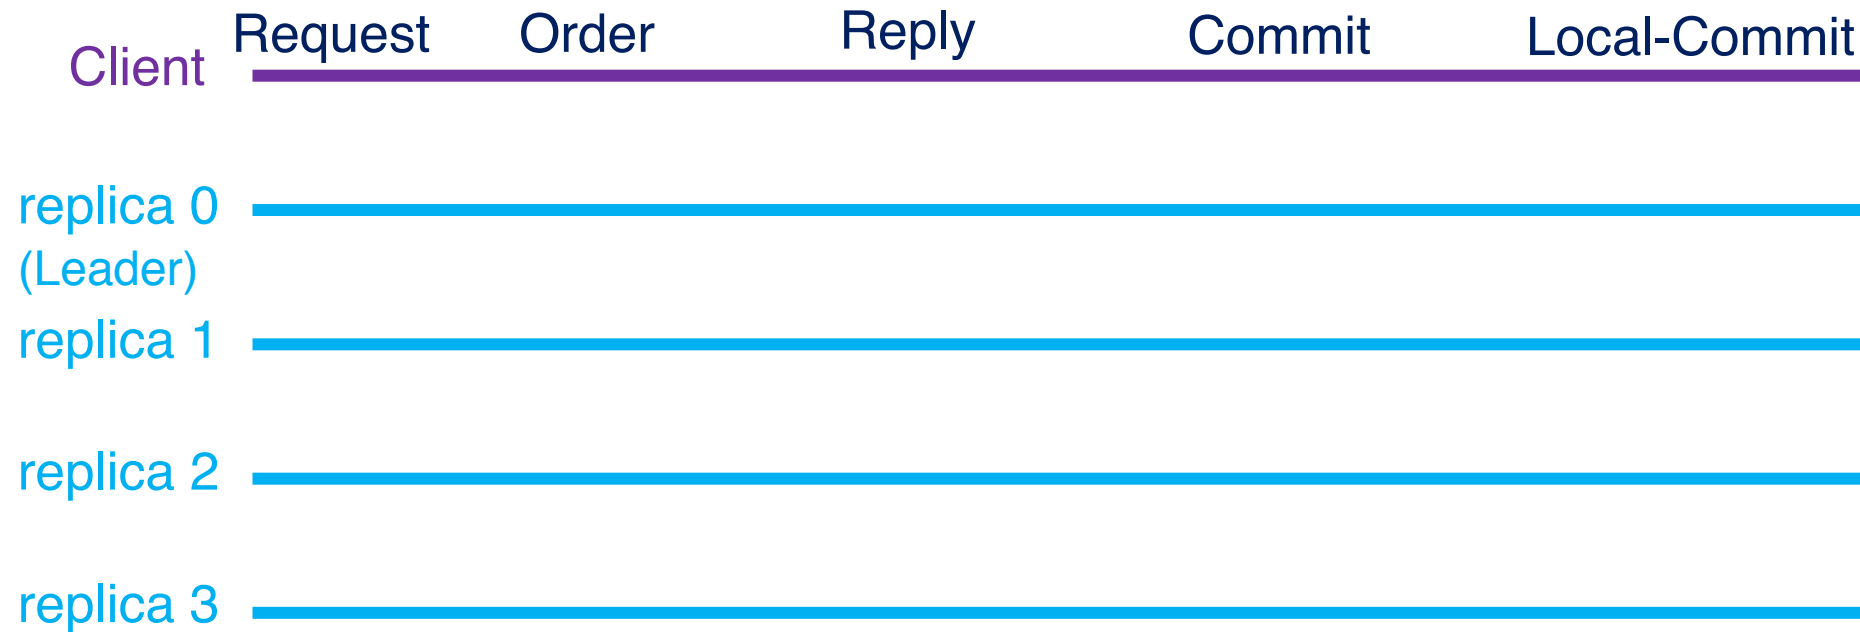 Request Order Reply Commit Local-Commit
Client
replica 0
(Leader)
replica 1
replica 2
replica 3